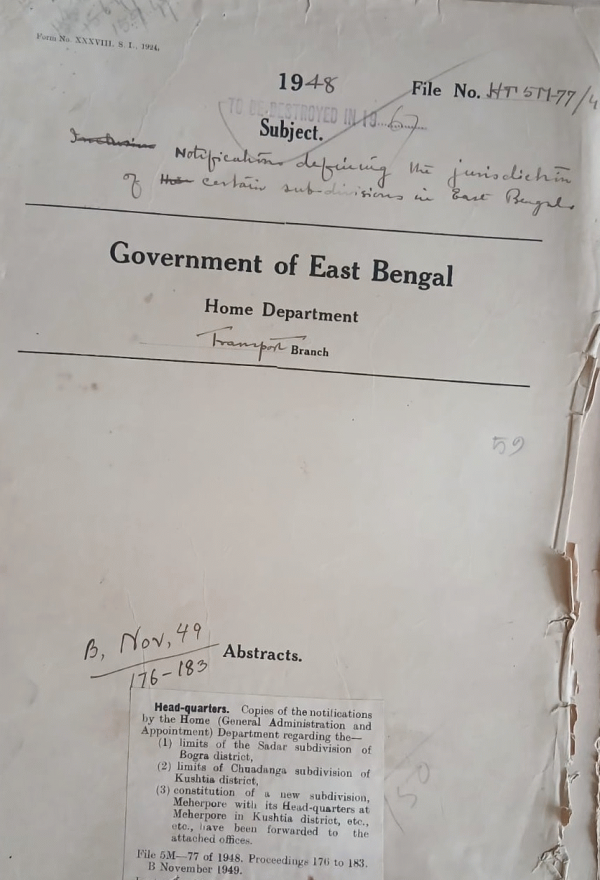 Form No. XXXVIII. S. I., 1924.
1948
File No. HT 5M-77/4
TO BE DESTROYED IN 19......67
Subject.
Notifications defining the jurisdiction
of the certain sub-divisions in East Bengal.
Government of East Bengal
Home Department
Transport Branch
59
B, Nov, 49
176-183
Abstracts.
Head-quarters. Copies of the notifications
by the Home (General Administration and
Appointment) Department regarding the—
(1) limits of the Sadar subdivision of
Bogra district,
(2) limits of Chuadanga subdivision of
Kushtia district,
(3) constitution of a new subdivision,
Meherpore with its Head-quarters at
Meherpore in Kushtia district, etc.,
etc., have been forwarded to the
attached offices.
File 5M—77 of 1948. Proceedings 176 to 183.
B November 1949.
150